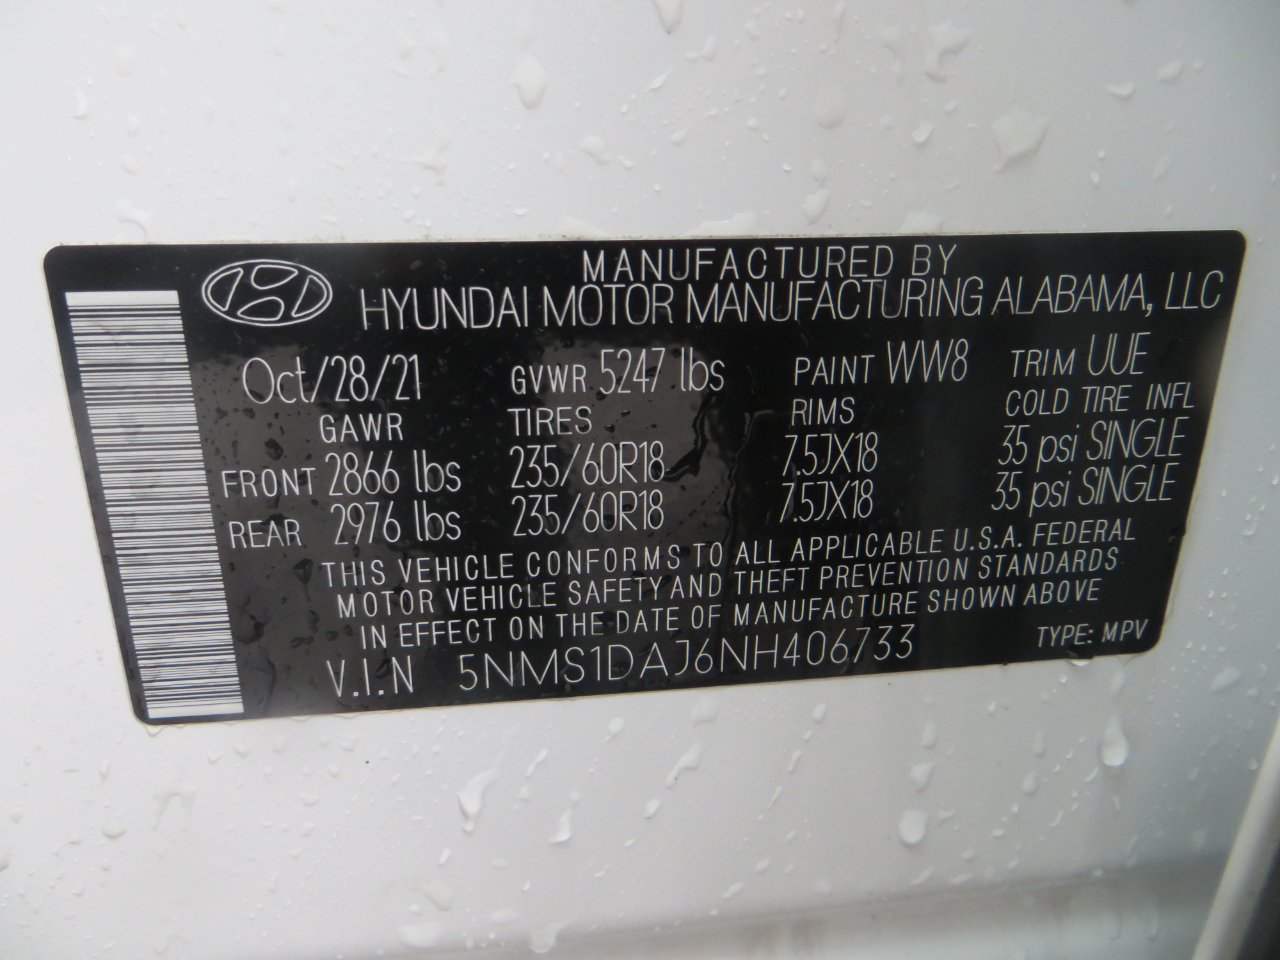 MANUFACTURED BY
HYUNDAI MOTOR MANUFACTURING ALABAMA, LLC
Oct/28/21 GVWR 5247 lbs PAINT WW8 TRIM UUE
GAWR TIRES RIMS COLD TIRE INFL
FRONT 2866 lbs 235/60R18 7.5JX18 35 psi SINGLE
REAR 2976 lbs 235/60R18 7.5JX18 35 psi SINGLE
THIS VEHICLE CONFORMS TO ALL APPLICABLE U.S.A. FEDERAL
MOTOR VEHICLE SAFETY AND THEFT PREVENTION STANDARDS
IN EFFECT ON THE DATE OF MANUFACTURE SHOWN ABOVE
V.I.N 5NMS1DAJ6NH406733 TYPE: MPV